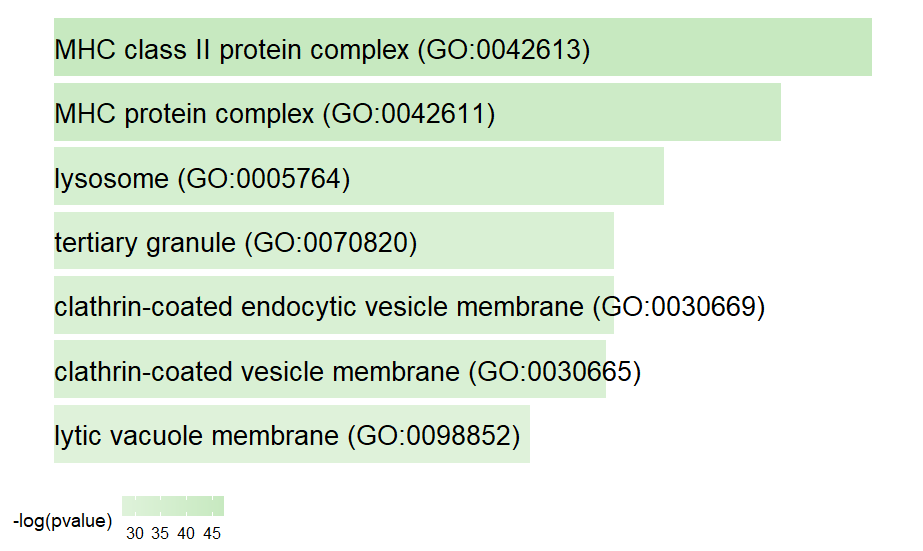 MHC class II protein complex (GO:0042613)
MHC protein complex (GO:0042611)
lysosome (GO:0005764)
tertiary granule (GO:0070820)
clathrin-coated endocytic vesicle membrane (GO:0030669)
clathrin-coated vesicle membrane (GO:0030665)
lytic vacuole membrane (GO:0098852)
-log(pvalue)
30 35 40 45